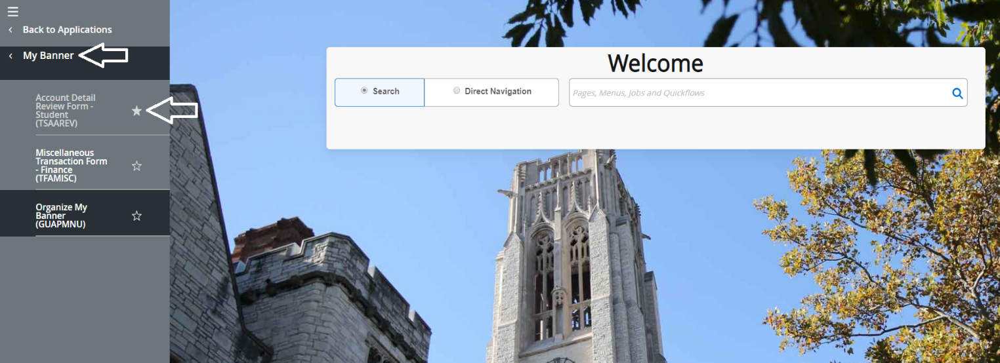 Back to Applications
My Banner
Account Detail
Review Form -
Student
(TSAAREV)
Miscellaneous
Transaction Form
- Finance
(TFAMISC)
Organize My
Banner
(GUAPMNU)
Welcome
Search
Direct Navigation
Pages, Menus, Jobs and Quickflows